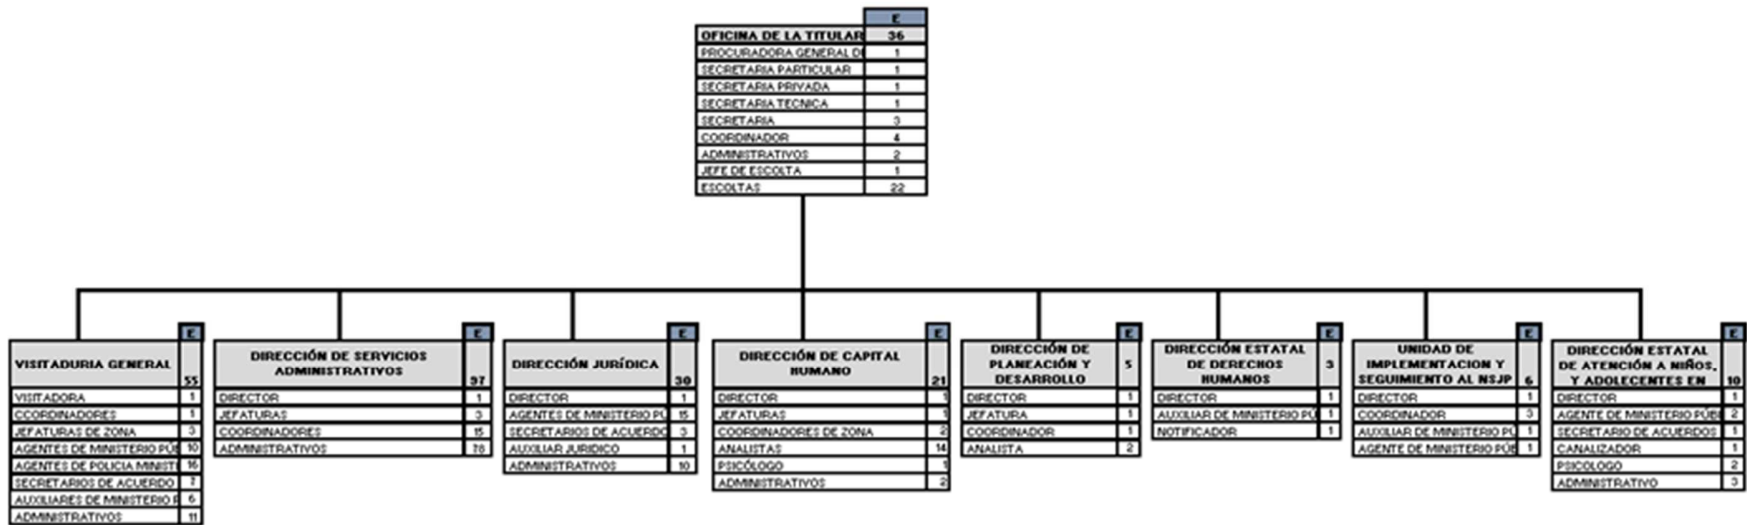 E
OFICINA DE LA TITULAR 36
PROCURADORA GENERAL D 1
SECRETARIA PARTICULAR 1
SECRETARIA PRIVADA 1
SECRETARIA TECNICA 1
SECRETARIA 3
COORDINADOR 4
ADMINISTRATIVOS 2
JEFE DE ESCOLTA 1
ESCOLTAS 22
E
VISITADURIA GENERAL 55
VISITADORA 1
COORDINADORES 1
JEFATURAS DE ZONA 3
AGENTES DE MINISTERIO PÚB 10
AGENTES DE POLICIA MINISTI 16
SECRETARIOS DE ACUERDO 7
AUXILIARES DE MINISTERIO P 6
ADMINISTRATIVOS 11
E
DIRECCIÓN DE SERVICIOS
ADMINISTRATIVOS 97
DIRECTOR 1
JEFATURAS 3
COORDINADORES 15
ADMINISTRATIVOS 78
E
DIRECCIÓN JURÍDICA 30
DIRECTOR 1
AGENTES DE MINISTERIO PÚ 15
SECRETARIOS DE ACUERDO 3
AUXILIAR JURIDICO 1
ADMINISTRATIVOS 10
E
DIRECCIÓN DE CAPITAL
HUMANO 21
DIRECTOR 1
JEFATURAS 1
COORDINADORES DE ZONA 2
ANALISTAS 14
PSICÓLOGO 1
ADMINISTRATIVOS 2
E
DIRECCIÓN DE
PLANEACIÓN Y 5
DESARROLLO
DIRECTOR 1
JEFATURA 1
COORDINADOR 1
ANALISTA 2
E
DIRECCIÓN ESTATAL
DE DERECHOS 3
HUMANOS
DIRECTOR 1
AUXILIAR DE MINISTERIO PÚ 1
NOTIFICADOR 1
E
UNIDAD DE
IMPLEMENTACION Y
SEGUIMIENTO AL NSJP 6
DIRECTOR 1
COORDINADOR 3
AUXILIAR DE MINISTERIO PÚ 1
AGENTE DE MINISTERIO PÚB 1
E
DIRECCIÓN ESTATAL
DE ATENCIÓN A NIÑOS,
Y ADOLECENTES EN 10
DIRECTOR 1
AGENTE DE MINISTERIO PÚBI 2
SECRETARIO DE ACUERDOS 1
CANALIZADOR 1
PSICOLOGO 2
ADMINISTRATIVO 3